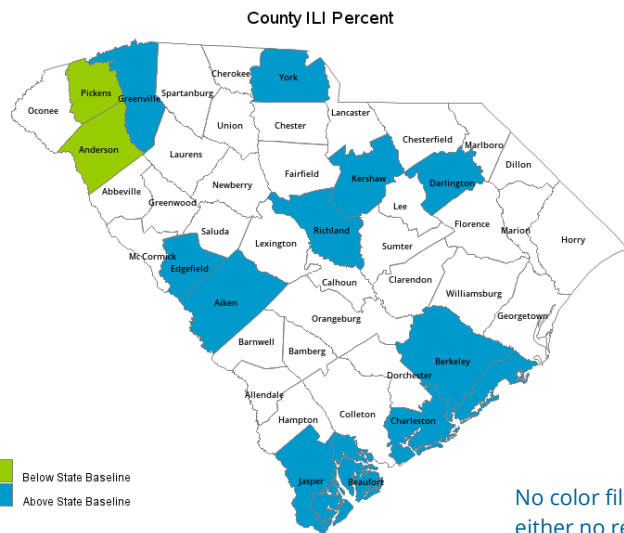 County ILI Percent
Cherokee
York
Pickens
Greenville
Spartanburg
Oconee
Union
Chester
Lancaster
Chesterfield
Marlboro
Anderson
Laurens
Dillon
Fairfield
Kershaw
Darlington
Abbeville
Newberry
Greenwood
Lee
Florence
Marion
Saluda
Richland
Horry
Lexington
Sumter
Mc Cormick
Edgefield
Calhoun
Clarendon
Aiken
Williamsburg
Georgetown
Orangeburg
Barnwell
Bamberg
Berkeley
Dorchester
Allendale
Hampton
Colleton
Charleston
Jasper
Beaufort
Below State Baseline
Above State Baseline
No color fil
either no re